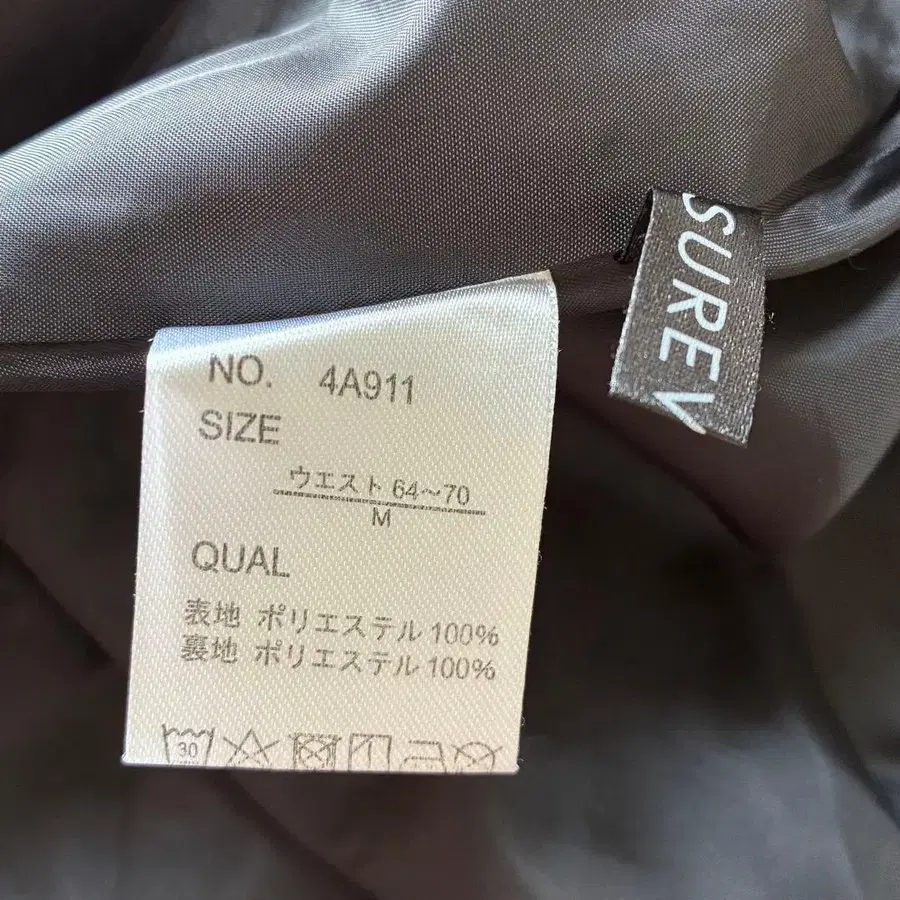 NO. 4A911
SIZE
ウエスト 64～70
M
QUAL
表地 ポリエステル 100%
裏地 ポリエステル 100%
30
SUREV